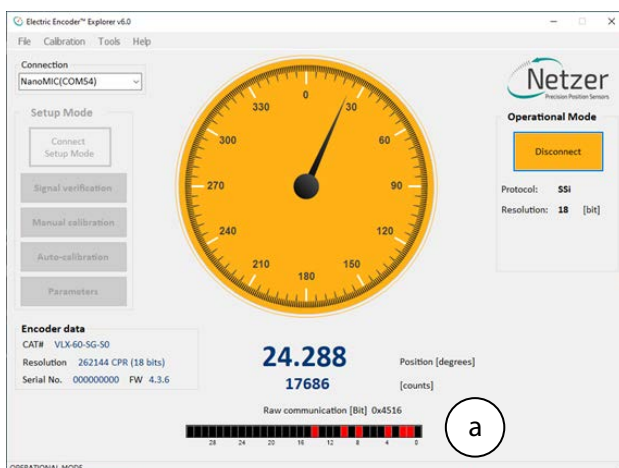 Electric Encoder™ Explorer v6.0
File Calibration Tools Help
Connection
NanoMIC(COM54)
Setup Mode
Connect
Setup Mode
Signal verification
Manual calibration
Auto-calibration
Parameters
Encoder data
CAT# VLX-60-SG-50
Resolution 262144 CPR (18 bits)
Serial No. 000000000 FW 4.3.6
0
30
60
90
120
150
180
210
240
270
300
330
24.288 Position [degrees]
17686 [counts]
Raw communication [Bit] 0x4516
28 24 20 16 12 8 4 0
a
Netzer
Precision Position Sensors
Operational Mode
Disconnect
Protocol: SSi
Resolution: 18 [bit]
OPERATIONAL MODE